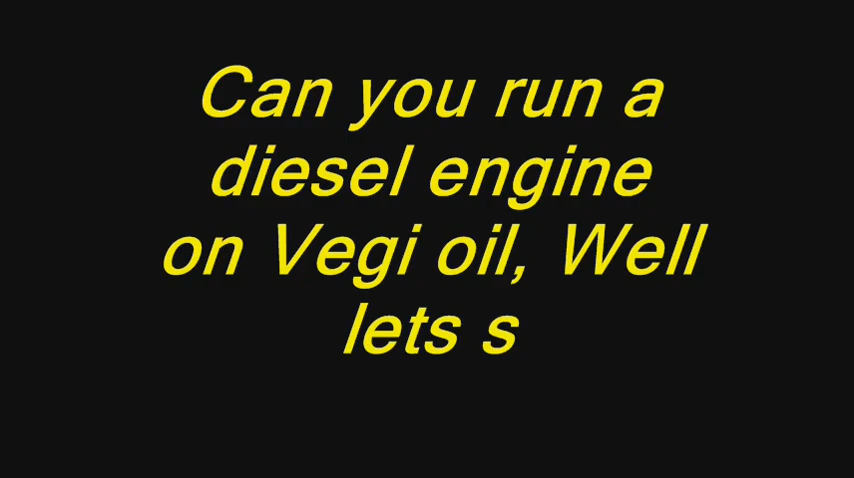 Can you run a
diesel engine
on Vegi oil, Well
lets s